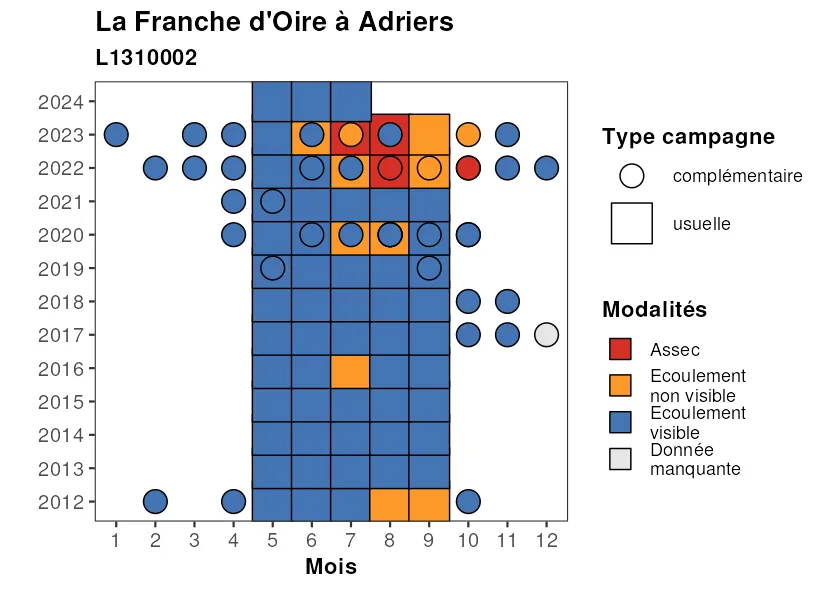 La Franche d'Oire à Adriers
L1310002
2024
2023
2022
2021
2020
2019
2018
2017
2016
2015
2014
2013
2012
1 2 3 4 5 6 7 8 9 10 11 12
Mois
Type campagne
complémentaire
usuelle
Modalités
Assec
Ecoulement
non visible
Ecoulement
visible
Donnée
manquante